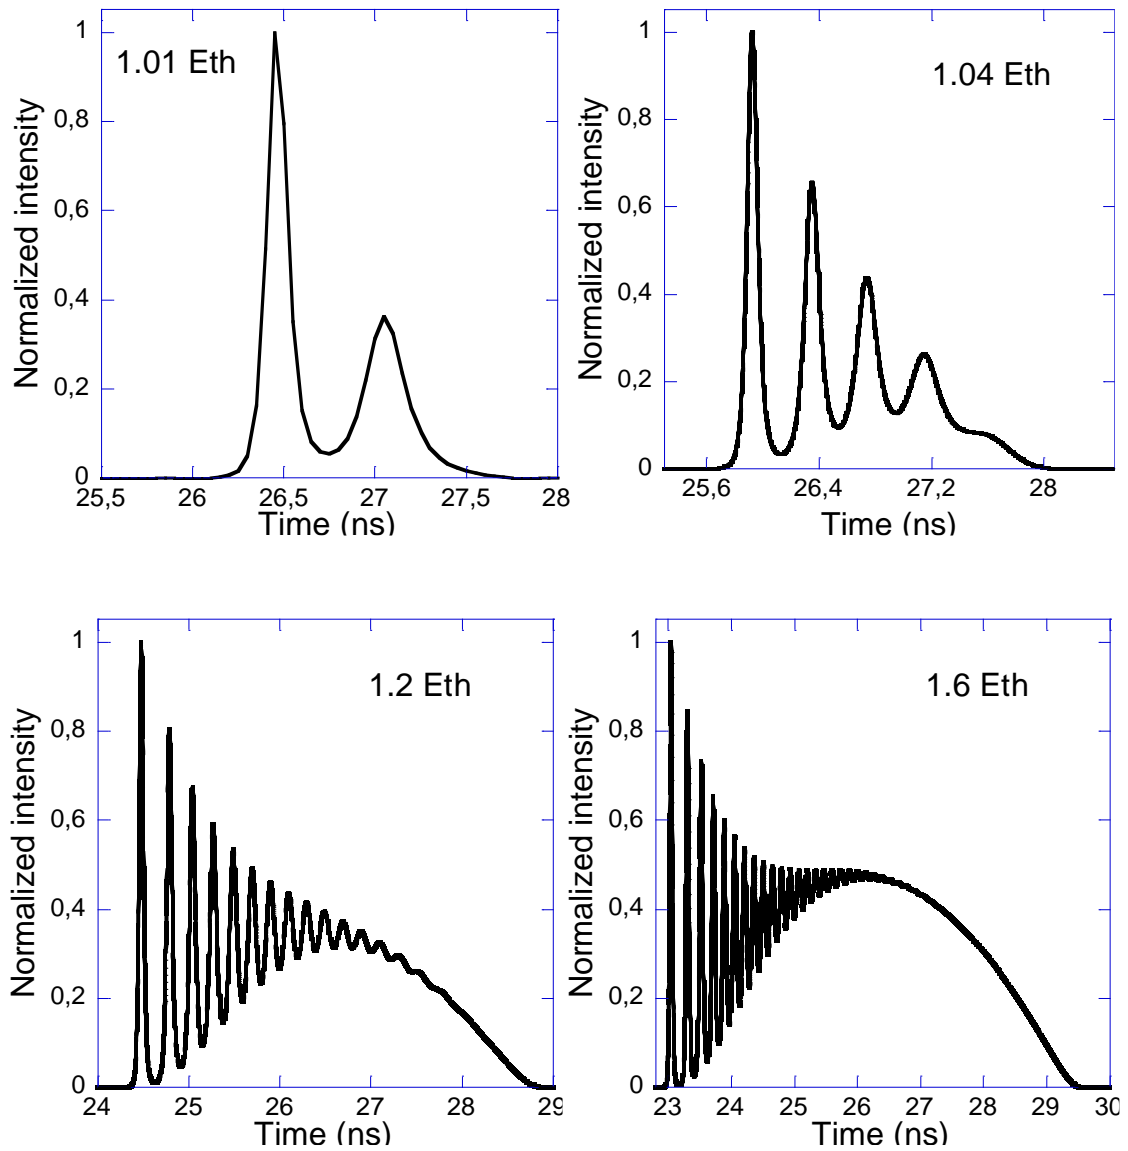 1.01 Eth
Normalized intensity
1
0,8
0,6
0,4
0,2
0
25,5 26 26,5 27 27,5 28
Time (ns)
1.04 Eth
Normalized intensity
1
0,8
0,6
0,4
0,2
0
25,6 26,4 27,2 28
Time (ns)
1.2 Eth
Normalized intensity
1
0,8
0,6
0,4
0,2
0
24 25 26 27 28 29
Time (ns)
1.6 Eth
Normalized intensity
1
0,8
0,6
0,4
0,2
0
23 24 25 26 27 28 29 30
Time (ns)